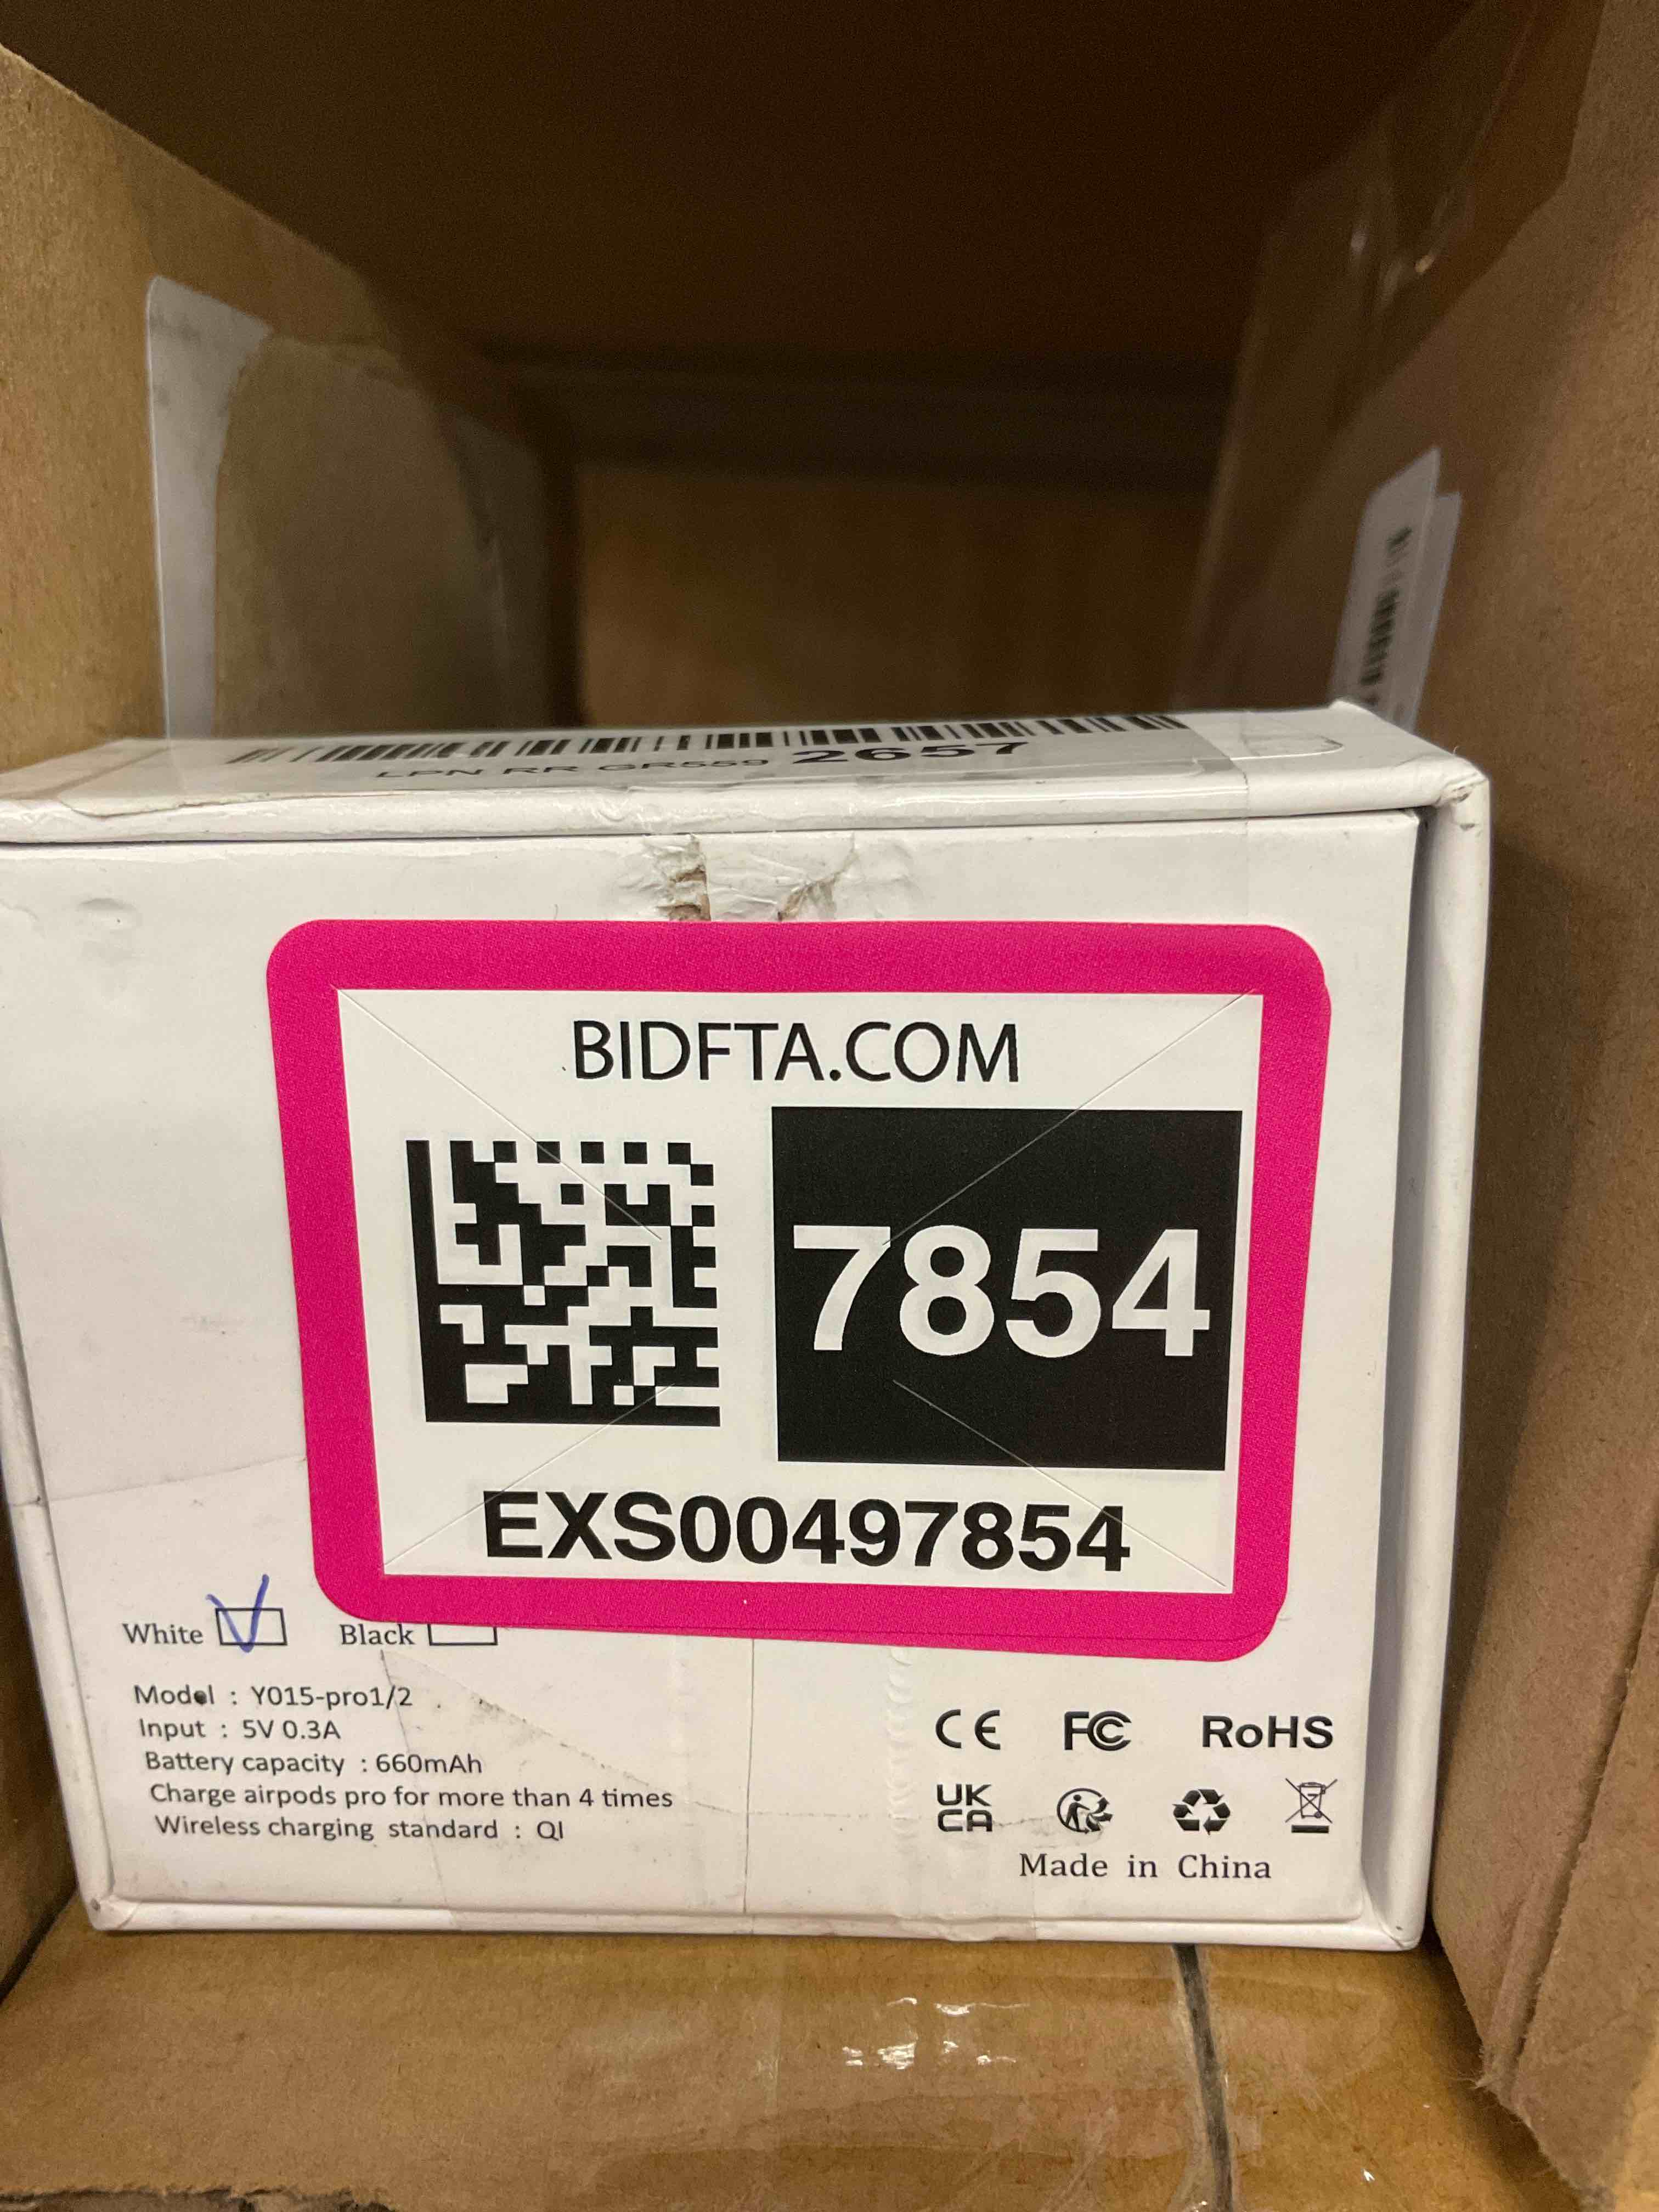 LPN RR GR559 2657
BIDFTA.COM
7854
EXS00497854
White Black
Model : Y015-pro1/2
Input : 5V 0.3A
Battery capacity : 660mAh
Charge airpods pro for more than 4 times
Wireless charging standard : QI
CE FC RoHS
UK
CA
Made in China